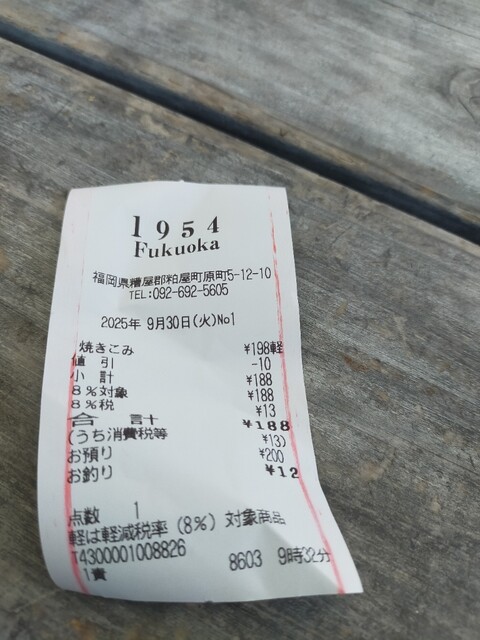 1954
Fukuoka
福岡県糟屋郡粕屋町原町5-12-10
TEL:092-692-5605
2025年 9月30日(火)No1
焼きこみ ¥198軽
値 引 -10
小 計 ¥188
8%対象 ¥188
8%税 ¥13
合 計 ¥188
(うち消費税等 ¥13)
お預り ¥200
お釣り ¥12
点数 1
軽は軽減税率(8%)対象商品
T4300001008826
1責 8603 9時32分